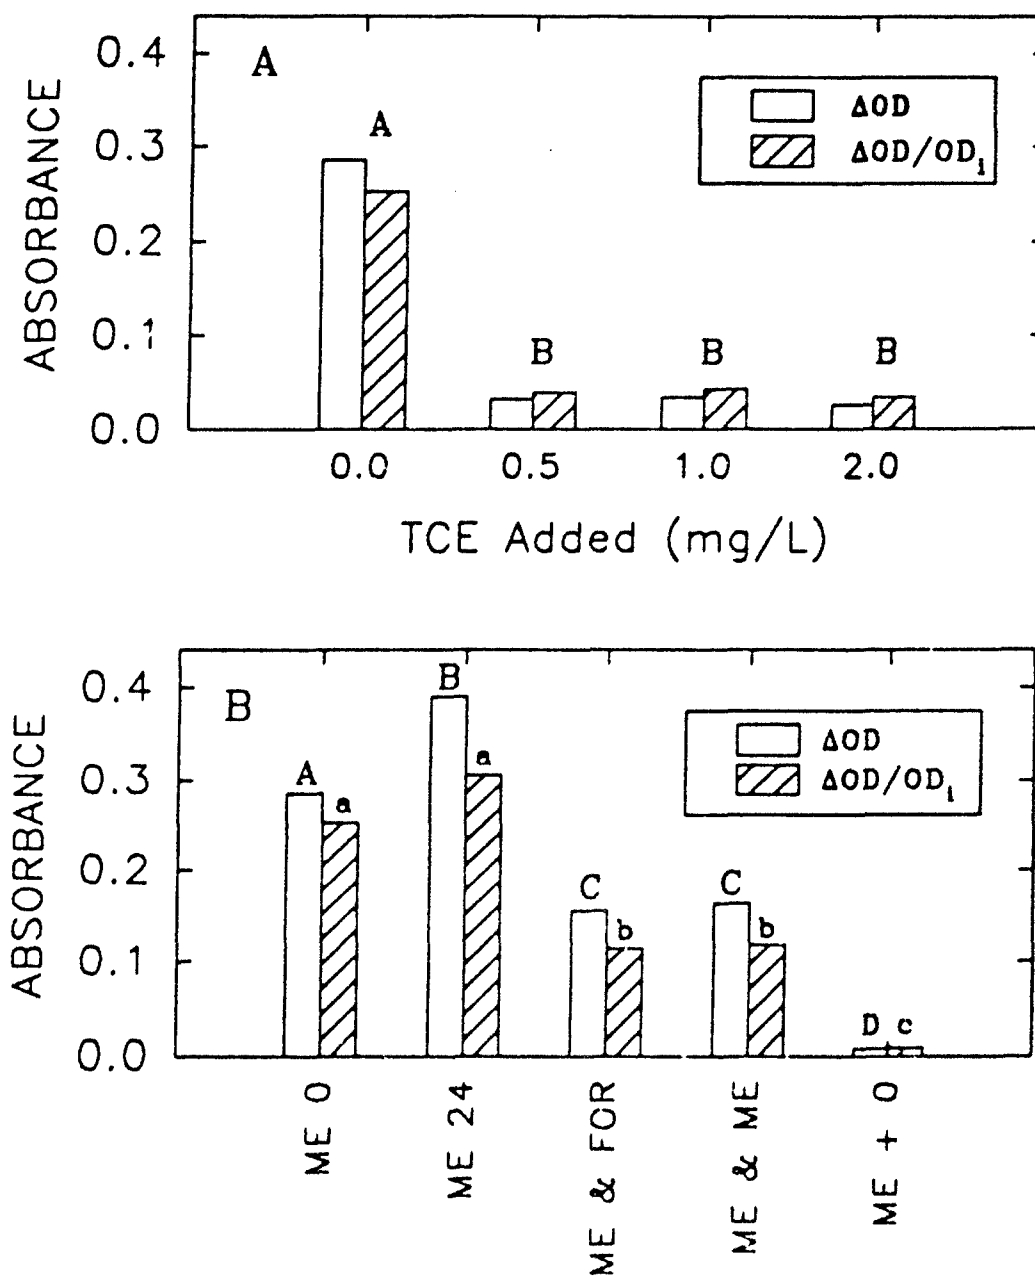 A
ABSORBANCE
0.4
0.3
0.2
0.1
0.0
ΔOD
ΔOD/OD₁
A
B
B
B
0.0 0.5 1.0 2.0
TCE Added (mg/L)
B
ABSORBANCE
0.4
0.3
0.2
0.1
0.0
ΔOD
ΔOD/OD₁
A a
B a
C b
C b
D c
ME 0
ME 24
ME & FOR
ME & ME
ME + 0